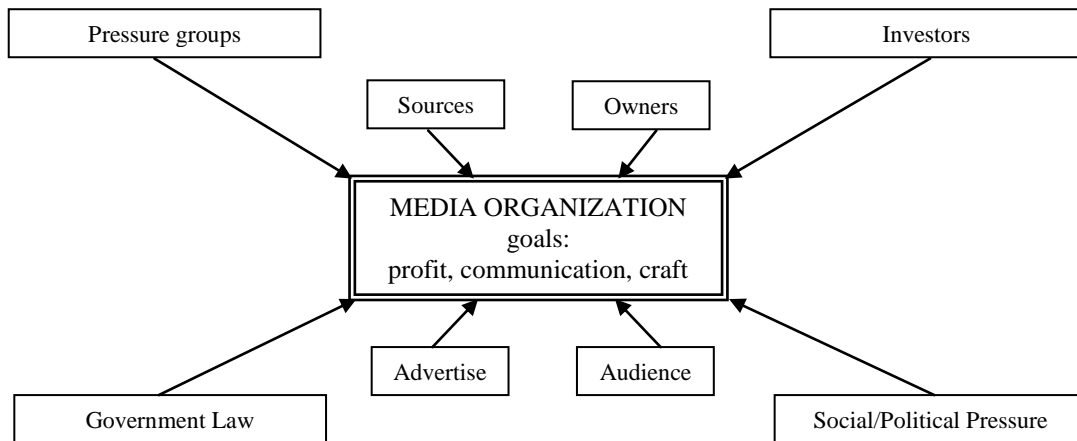 Pressure groups
Investors
Sources
Owners
MEDIA ORGANIZATION
goals:
profit, communication, craft
Advertise
Audience
Government Law
Social/Political Pressure